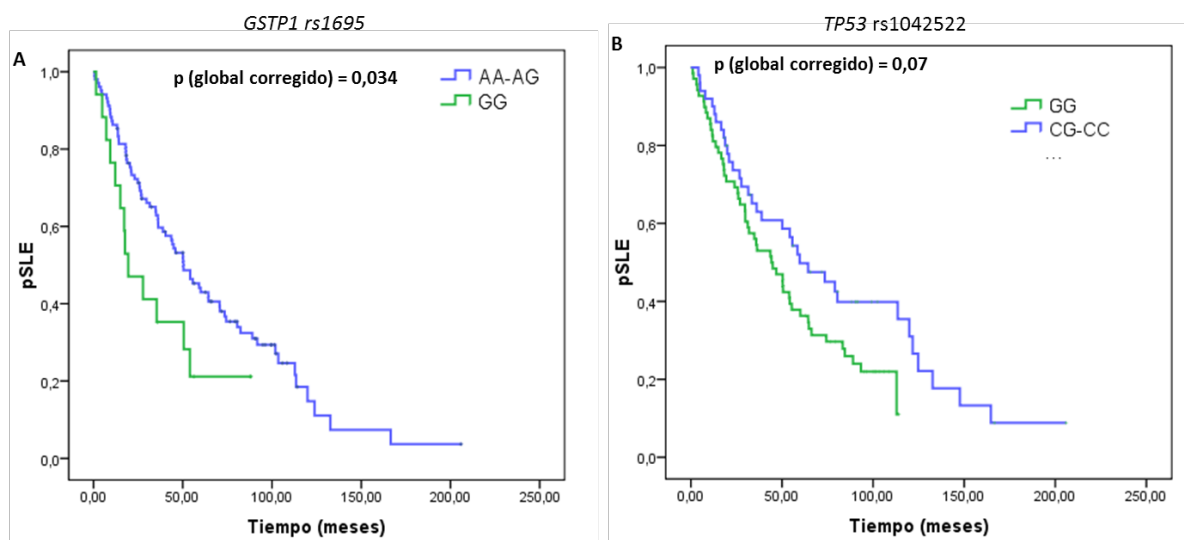 GSTP1 rs1695
A
p (global corregido) = 0,034
AA-AG
GG
pSLE
1,0
0,8
0,6
0,4
0,2
0,0
0,00 50,00 100,00 150,00 200,00 250,00
Tiempo (meses)
TP53 rs1042522
B
p (global corregido) = 0,07
GG
CG-CC
...
pSLE
1,0
0,8
0,6
0,4
0,2
0,0
0,00 50,00 100,00 150,00 200,00 250,00
Tiempo (meses)